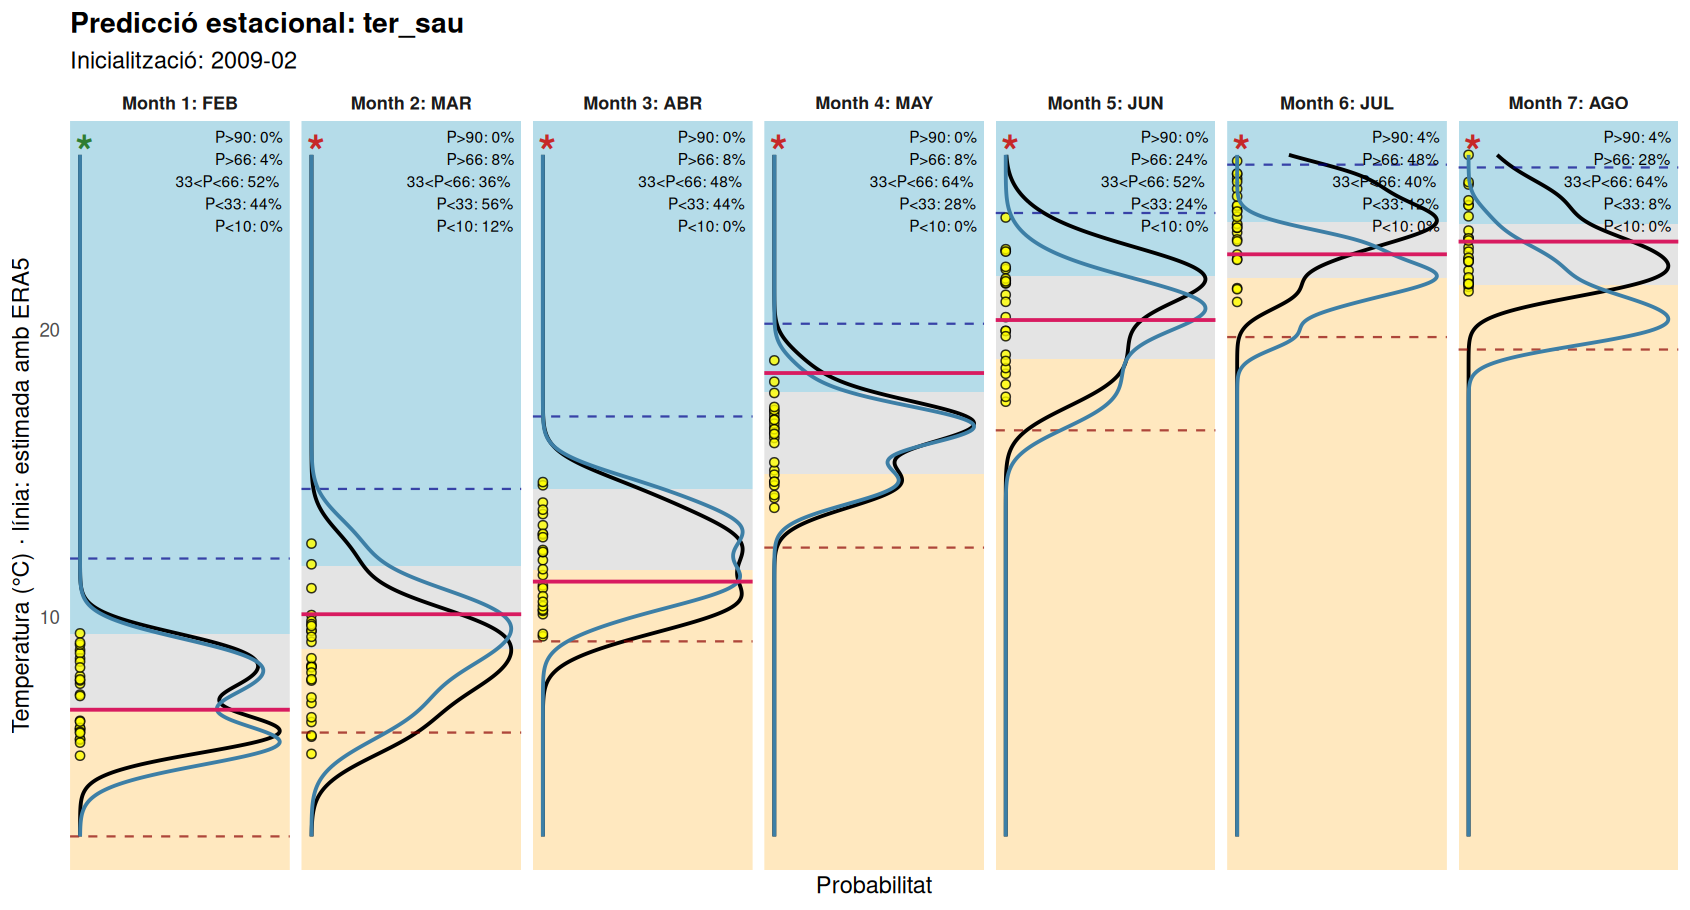 Predicció estacional: ter_sau
Inicialització: 2009-02
Month 1: FEB
Month 2: MAR
Month 3: ABR
Month 4: MAY
Month 5: JUN
Month 6: JUL
Month 7: AGO
*
P>90: 0%
P>66: 4%
33<P<66: 52%
P<33: 44%
P<10: 0%
*
P>90: 0%
P>66: 8%
33<P<66: 36%
P<33: 56%
P<10: 12%
*
P>90: 0%
P>66: 8%
33<P<66: 48%
P<33: 44%
P<10: 0%
*
P>90: 0%
P>66: 8%
33<P<66: 64%
P<33: 28%
P<10: 0%
*
P>90: 0%
P>66: 24%
33<P<66: 52%
P<33: 24%
P<10: 0%
*
P>90: 4%
P>66: 48%
33<P<66: 40%
P<33: 12%
P<10: 0%
*
P>90: 4%
P>66: 28%
33<P<66: 64%
P<33: 8%
P<10: 0%
Temperatura (°C) · línia: estimada amb ERA5
20
10
Probabilitat